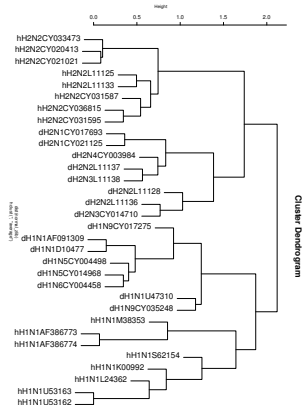 Height
0.0 0.5 1.0 1.5 2.0
hH2N2CY033473
hH2N2CY020413
hH2N2CY021021
hH2N2L11125
hH2N2L11133
hH2N2CY031587
hH2N2CY036815
hH2N2CY031595
dH2N1CY017693
dH2N1CY021125
dH2N4CY003984
dH2N2L11137
dH2N3L11138
dH2N2L11128
dH2N2L11136
dH2N3CY014710
dH1N9CY017275
dH1N1AF091309
dH1N1D10477
dH1N5CY004498
dH1N5CY014968
dH1N6CY004458
dH1N1U47310
dH1N9CY035248
hH1N1M38353
hH1N1AF386773
hH1N1AF386774
hH1N1S62154
hH1N1K00992
hH1N1L24362
hH1N1U53163
hH1N1U53162
Cluster Dendrogram